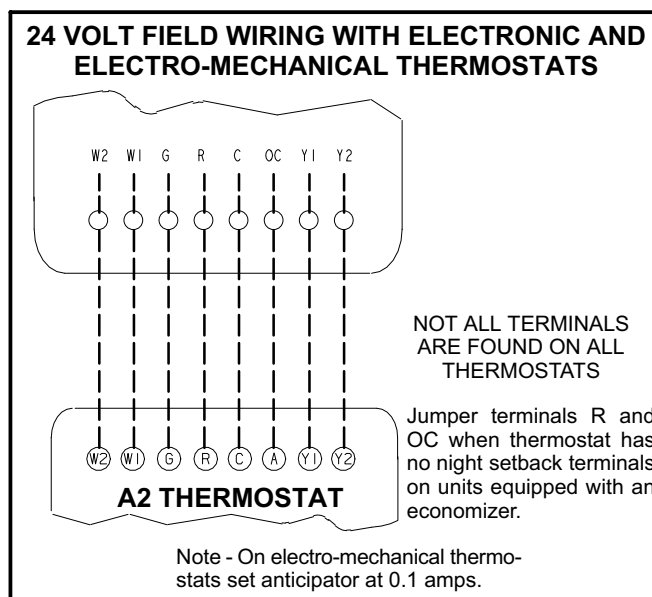 24 VOLT FIELD WIRING WITH ELECTRONIC AND
ELECTRO-MECHANICAL THERMOSTATS
W2 W1 G R C OC Y1 Y2
NOT ALL TERMINALS
ARE FOUND ON ALL
THERMOSTATS
Jumper terminals R and
OC when thermostat has
no night setback terminals
on units equipped with an
economizer.
W2 W1 G R C A Y1 Y2
A2 THERMOSTAT
Note - On electro-mechanical thermo-
stats set anticipator at 0.1 amps.